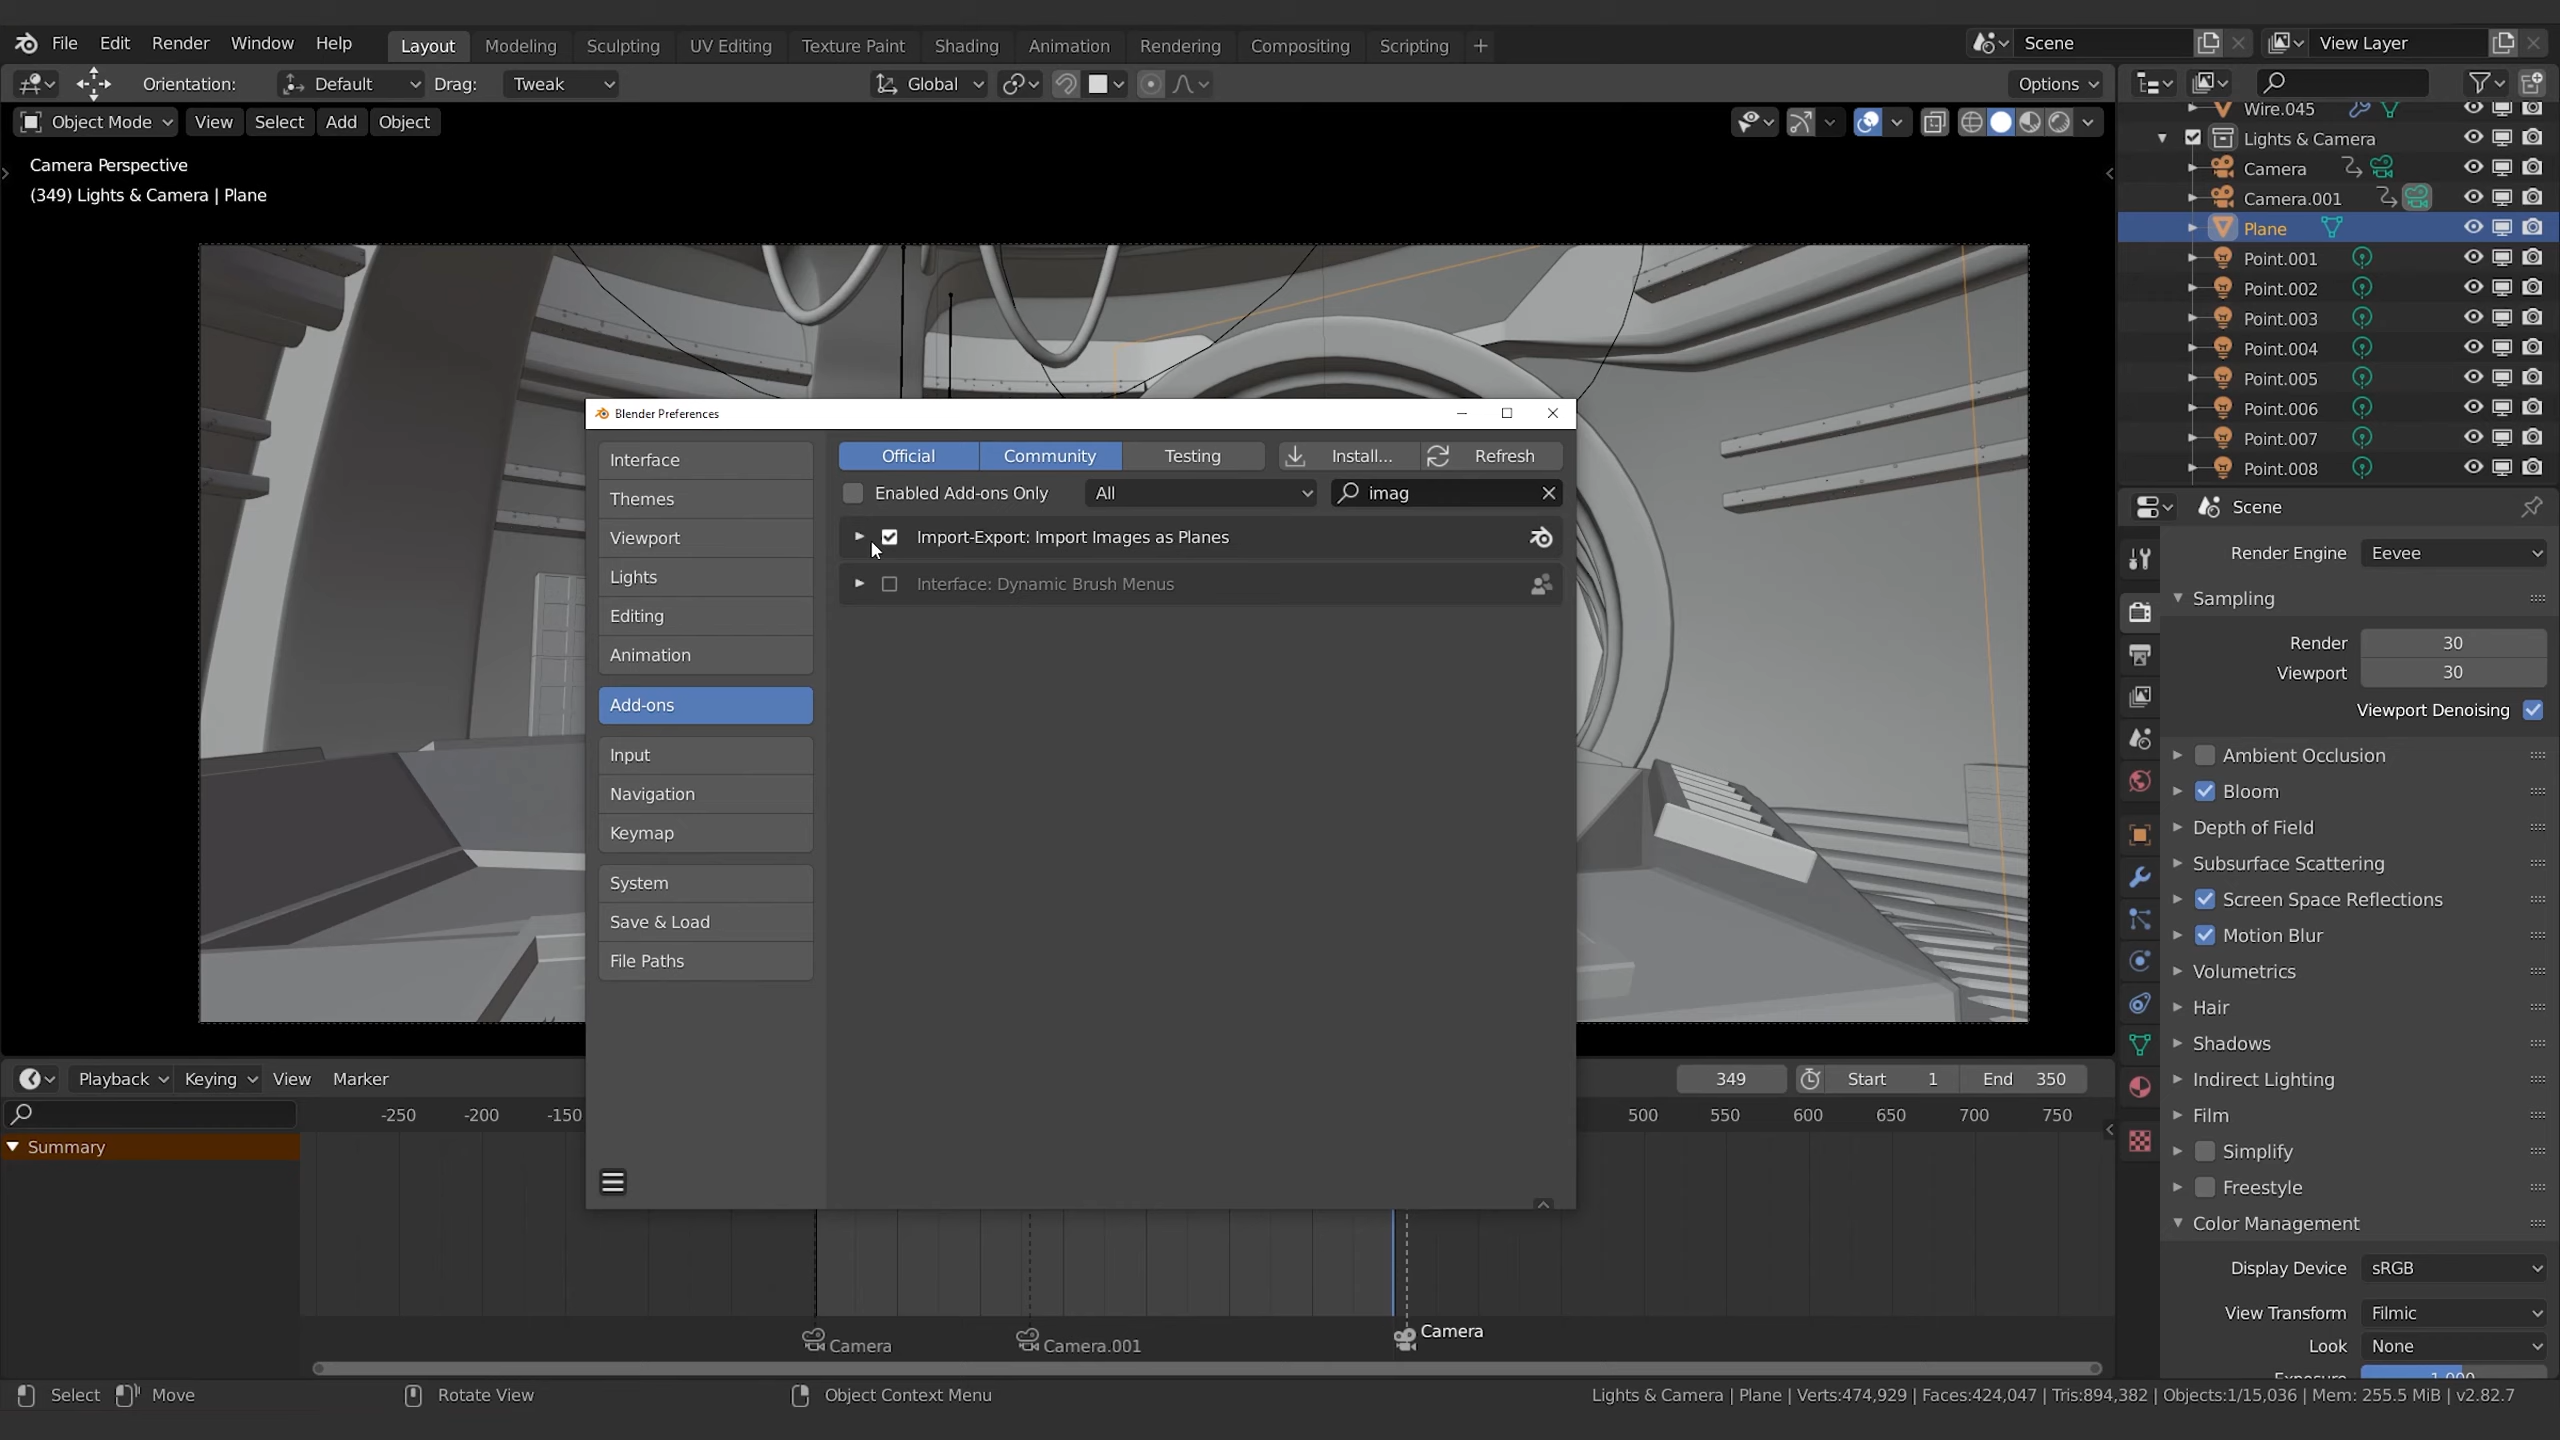 File Edit Render Window Help Layout Modeling Sculpting UV Editing Texture Paint Shading Animation Rendering Compositing Scripting + Scene View Layer
Orientation: Default Drag: Tweak Global Options
Object Mode View Select Add Object
Camera Perspective
(349) Lights & Camera | Plane
Wire.045
Lights & Camera
Camera
Camera.001
Plane
Point.001
Point.002
Point.003
Point.004
Point.005
Point.006
Point.007
Point.008
Blender Preferences
Interface
Themes
Viewport
Lights
Editing
Animation
Add-ons
Input
Navigation
Keymap
System
Save & Load
File Paths
Official Community Testing Install... Refresh
Enabled Add-ons Only All imag
Import-Export: Import Images as Planes
Interface: Dynamic Brush Menus
Scene
Render Engine Eevee
Sampling
Render 30
Viewport 30
Viewport Denoising
Ambient Occlusion
Bloom
Depth of Field
Subsurface Scattering
Screen Space Reflections
Motion Blur
Volumetrics
Hair
Shadows
Indirect Lighting
Film
Simplify
Freestyle
Color Management
Display Device sRGB
View Transform Filmic
Look None
Exposure 1.000
Playback Keying View Marker 349 Start 1 End 350
-250 -200 -150 500 550 600 650 700 750
Summary
Camera Camera.001 Camera
Select Move Rotate View Object Context Menu Lights & Camera | Plane | Verts:474,929 | Faces:424,047 | Tris:894,382 | Objects:1/15,036 | Mem: 255.5 MiB | v2.82.7